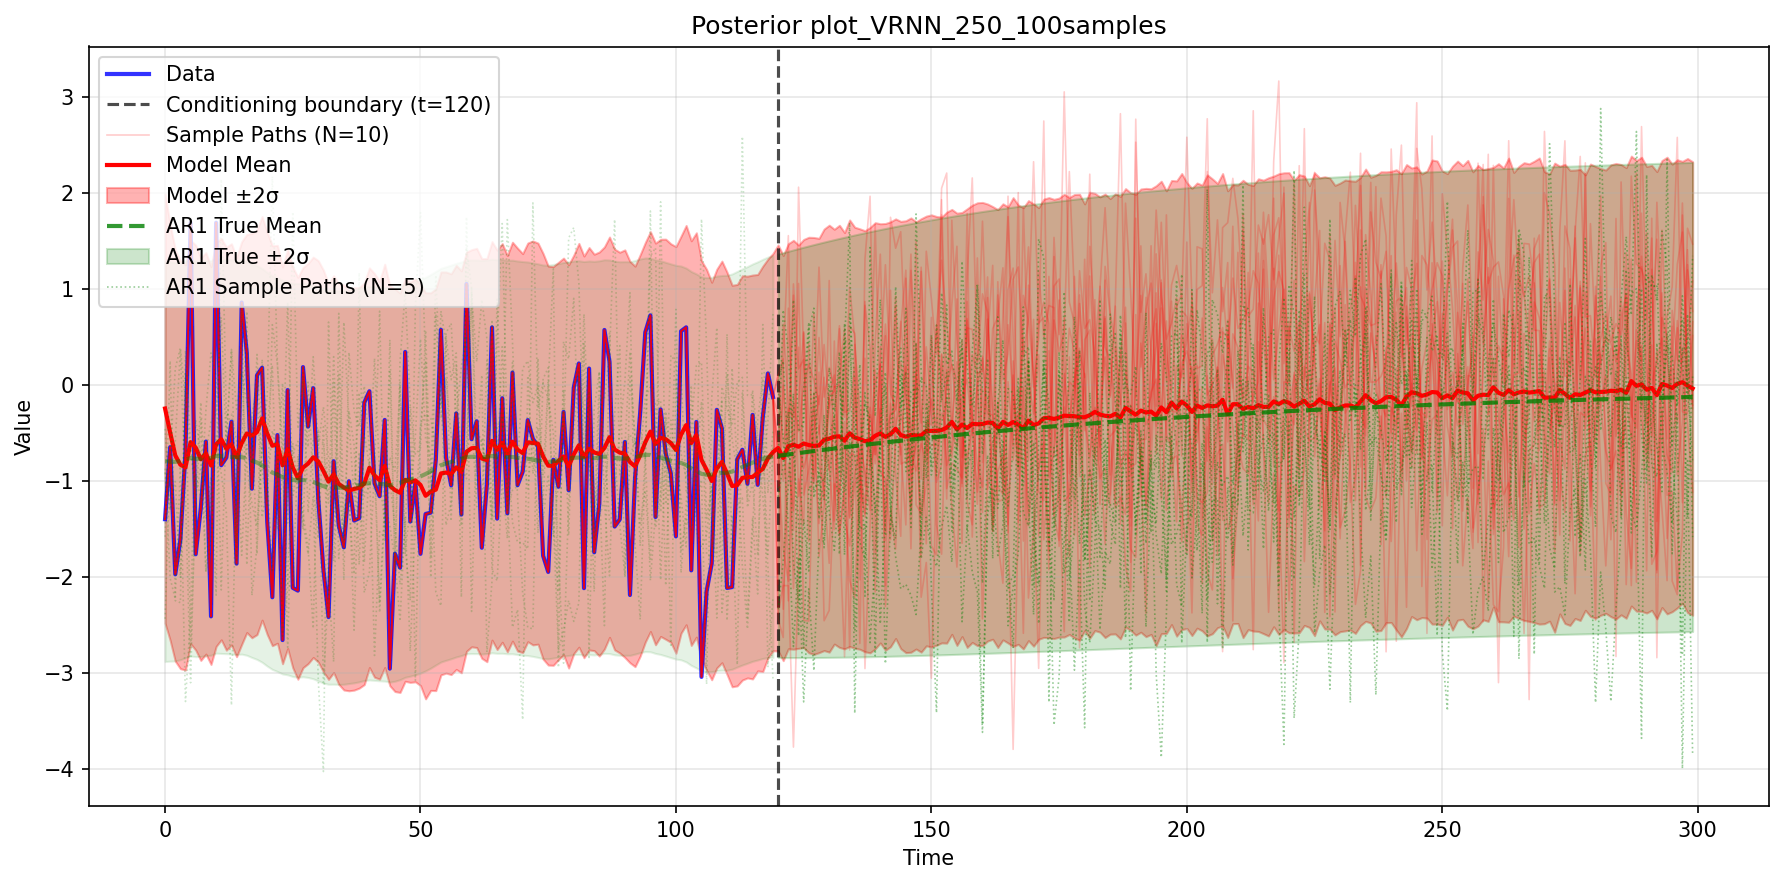 Posterior plot_VRNN_250_100samples
Data
Conditioning boundary (t=120)
Sample Paths (N=10)
Model Mean
Model ±2σ
AR1 True Mean
AR1 True ±2σ
AR1 Sample Paths (N=5)
3
2
1
0
−1
−2
−3
−4
Value
0 50 100 150 200 250 300
Time